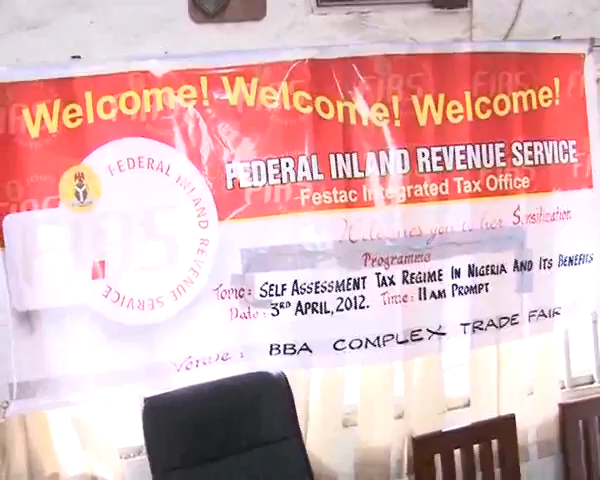 Welcome! Welcome! Welcome!
FEDERAL INLAND REVENUE SERVICE
Festac Integrated Tax Office
FEDERAL INLAND REVENUE SERVICE
FIRS
Welcomes you to her Sensitization
Programme
Topic: SELF ASSESSMENT TAX REGIME IN NIGERIA AND ITS BENEFITS
Date: 3RD APRIL, 2012. Time: 11AM PROMPT
Venue: BBA COMPLEX TRADE FAIR